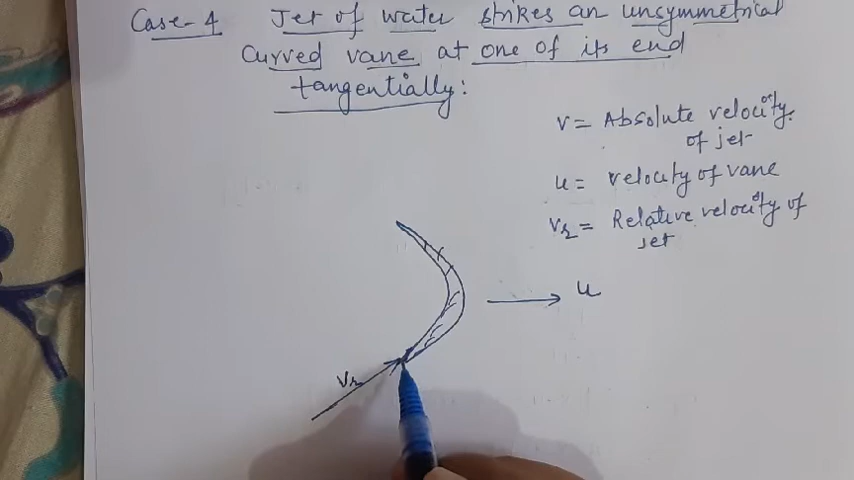 Case-4 Jet of water strikes an unsymmetrical
Curved vane at one of its end
tangentially:
V = Absolute velocity
of jet
u = velocity of vane
Vr = Relative velocity of
jet
u
Vr